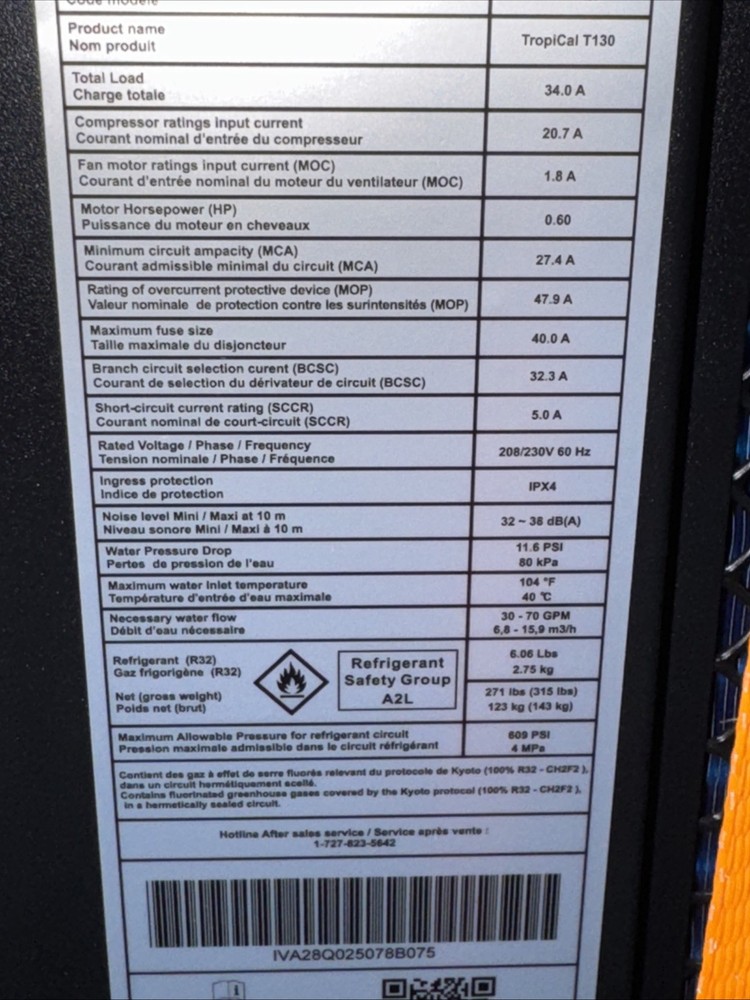 Code modèle
Product name
Nom produit
TropiCal T130
Total Load
Charge totale
34.0 A
Compressor ratings input current
Courant nominal d'entrée du compresseur
20.7 A
Fan motor ratings input current (MOC)
Courant d'entrée nominal du moteur du ventilateur (MOC)
1.8 A
Motor Horsepower (HP)
Puissance du moteur en cheveaux
0.60
Minimum circuit ampacity (MCA)
Courant admissible minimal du circuit (MCA)
27.4 A
Rating of overcurrent protective device (MOP)
Valeur nominale de protection contre les surintensités (MOP)
47.9 A
Maximum fuse size
Taille maximale du disjoncteur
40.0 A
Branch circuit selection curent (BCSC)
Courant de selection du dérivateur de circuit (BCSC)
32.3 A
Short-circuit current rating (SCCR)
Courant nominal de court-circuit (SCCR)
5.0 A
Rated Voltage / Phase / Frequency
Tension nominale / Phase / Fréquence
208/230V 60 Hz
Ingress protection
Indice de protection
IPX4
Noise level Mini / Maxi at 10 m
Niveau sonore Mini / Maxi à 10 m
32 ~ 38 dB(A)
Water Pressure Drop
Pertes de pression de l'eau
11.6 PSI
80 kPa
Maximum water inlet temperature
Température d'entrée d'eau maximale
104 °F
40 °C
Necessary water flow
Débit d'eau nécessaire
30 - 70 GPM
6,8 - 15,9 m3/h
Refrigerant (R32)
Gaz frigorigène (R32)
Refrigerant
Safety Group
A2L
6.06 Lbs
2.75 kg
Net (gross weight)
Poids net (brut)
271 lbs (315 lbs)
123 kg (143 kg)
Maximum Allowable Pressure for refrigerant circuit
Pression maximale admissible dans le circuit réfrigérant
609 PSI
4 MPa
Contient des gaz à effet de serre fluorés relevant du protocole de Kyoto (100% R32 - CH2F2 ),
dans un circuit hermétiquement scellé.
Contains fluorinated greenhouse gases covered by the Kyoto protocol (100% R32 - CH2F2 ),
in a hermetically sealed circuit.
Hotline After sales service / Service après vente :
1-727-823-5642
IVA28Q025078B075